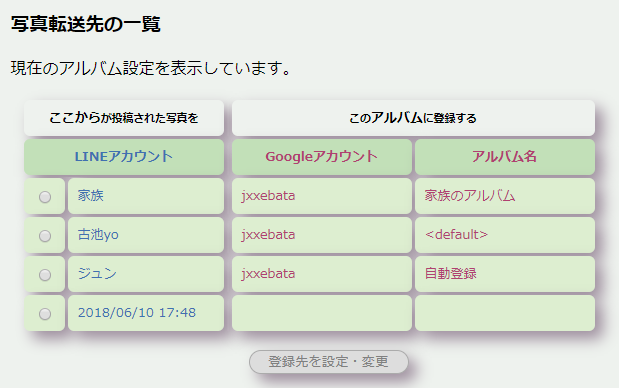 写真転送先の一覧
現在のアルバム設定を表示しています。
ここからが投稿された写真を このアルバムに登録する
LINEアカウント Googleアカウント アルバム名
家族 jxxebata 家族のアルバム
古池yo jxxebata <default>
ジュン jxxebata 自動登録
2018/06/10 17:48
登録先を設定・変更